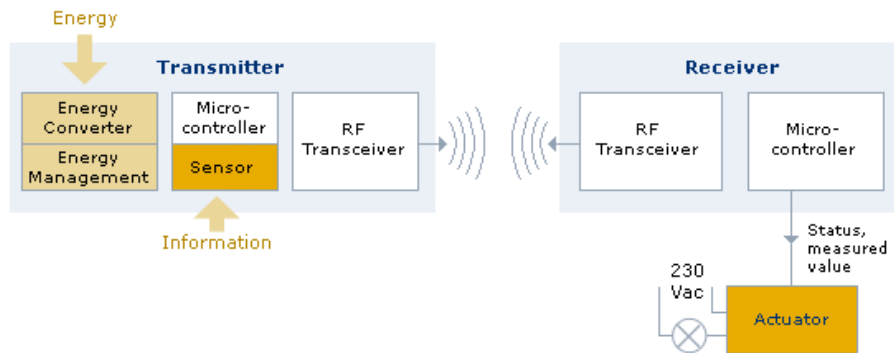 Energy
Transmitter
Receiver
Energy
Converter
Energy
Management
Micro-
controller
Sensor
RF
Transceiver
RF
Transceiver
Micro-
controller
Information
Status,
measured
value
230
Vac
Actuator